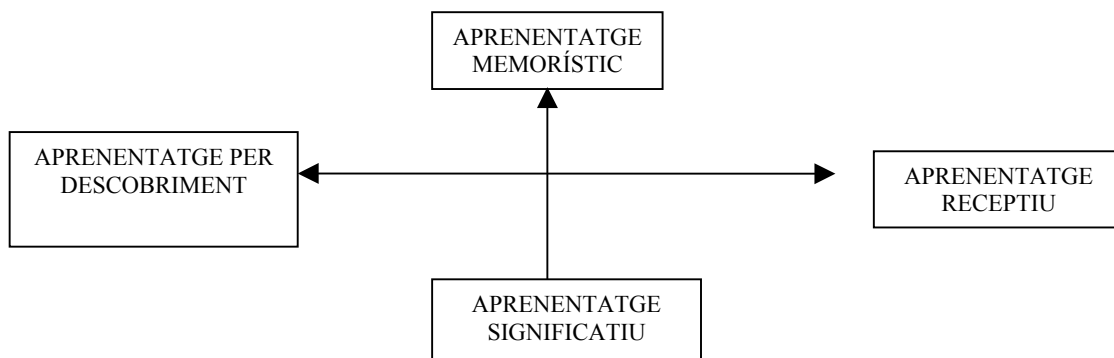 APRENENTATGE
MEMORÍSTIC
APRENENTATGE PER
DESCOBRIMENT
APRENENTATGE
RECEPTIU
APRENENTATGE
SIGNIFICATIU